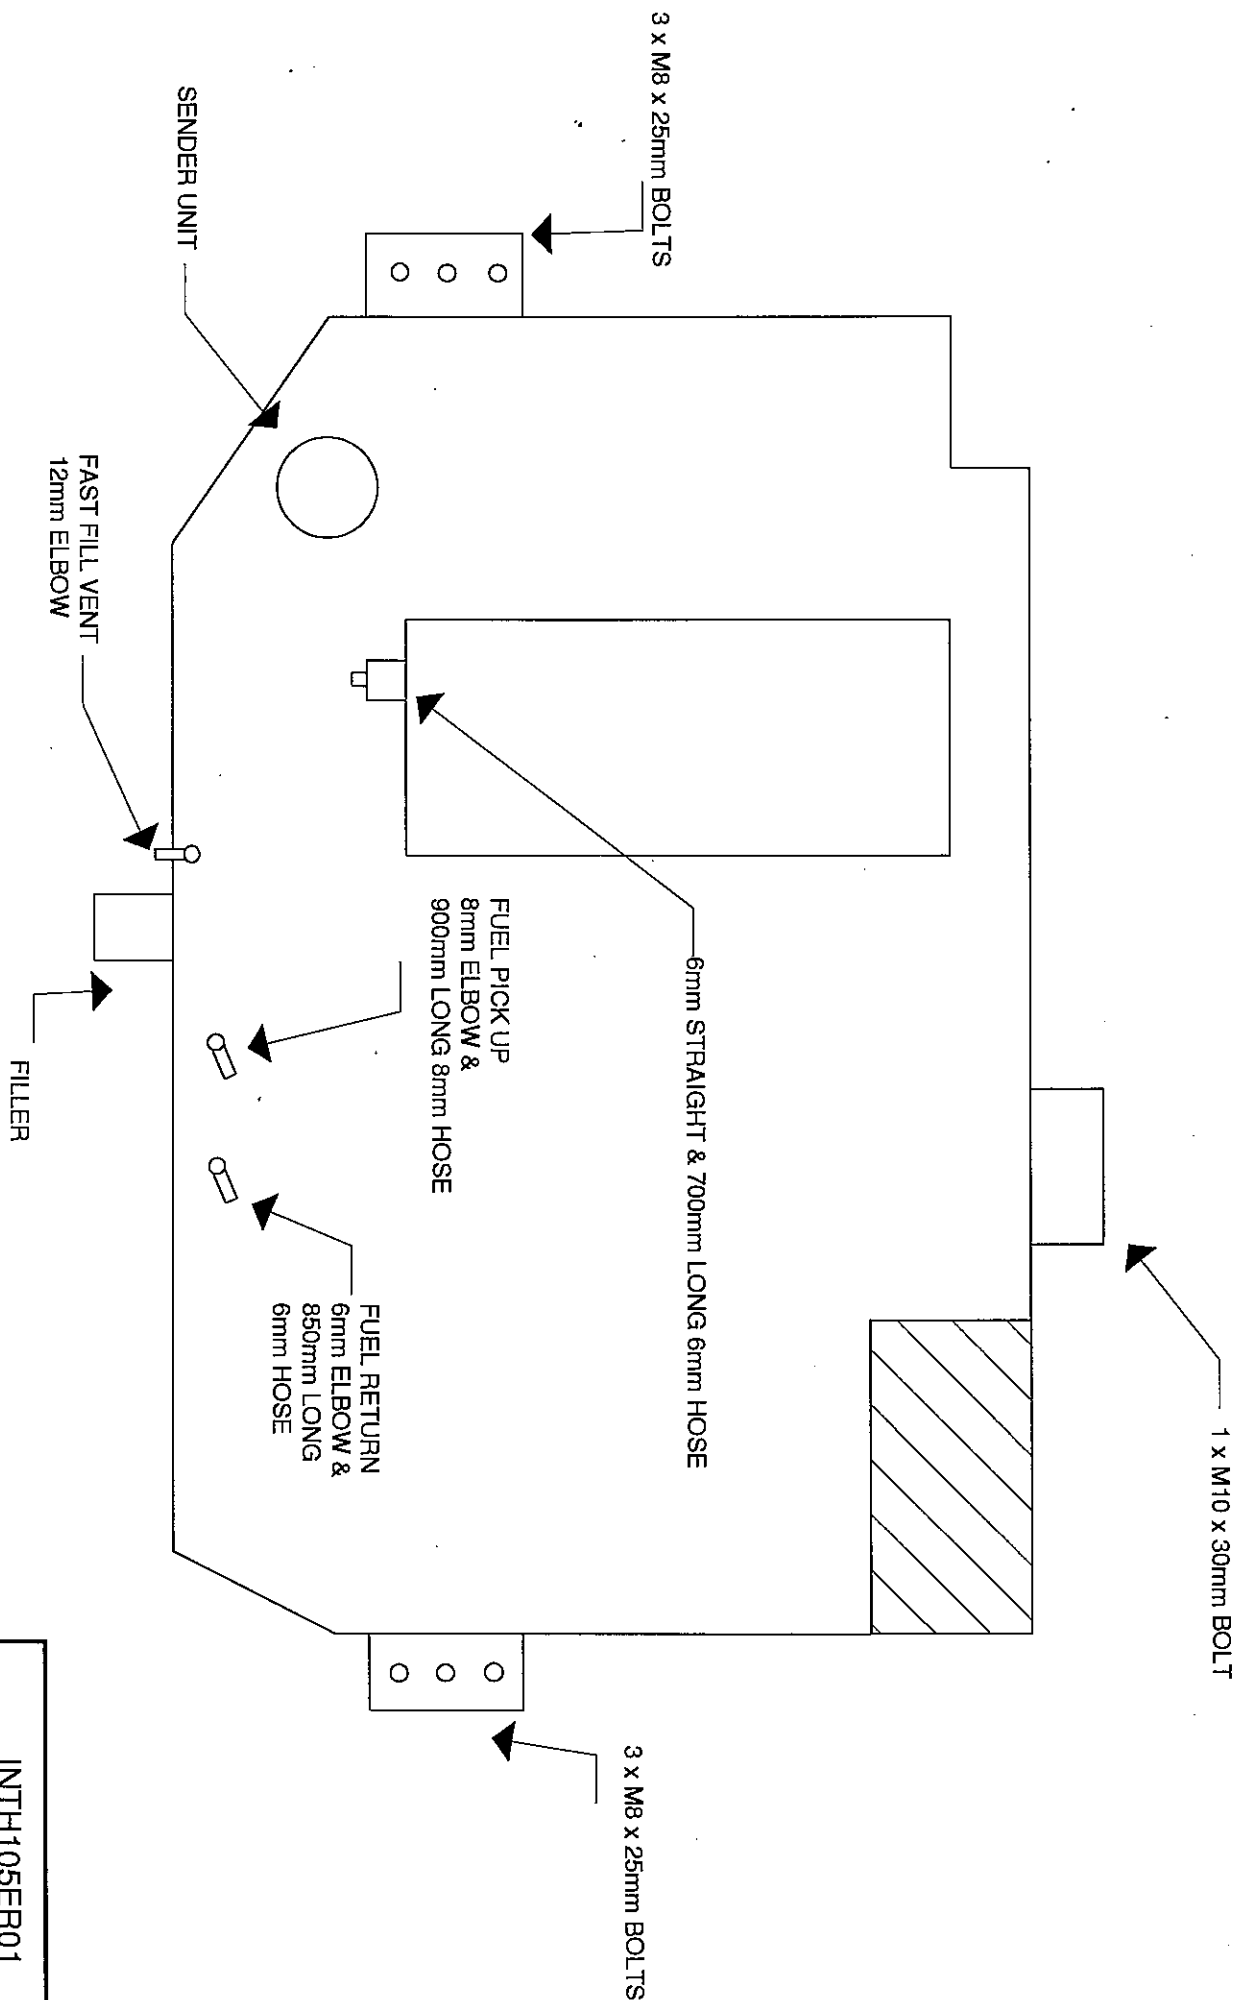 3 x M8 x 25mm BOLTS
SENDER UNIT
FAST FILL VENT
12mm ELBOW
FILLER
FUEL PICK UP
8mm ELBOW &
900mm LONG 8mm HOSE
6mm STRAIGHT & 700mm LONG 6mm HOSE
FUEL RETURN
6mm ELBOW &
850mm LONG
6mm HOSE
1 x M10 x 30mm BOLT
3 x M8 x 25mm BOLTS
INTH105ER01